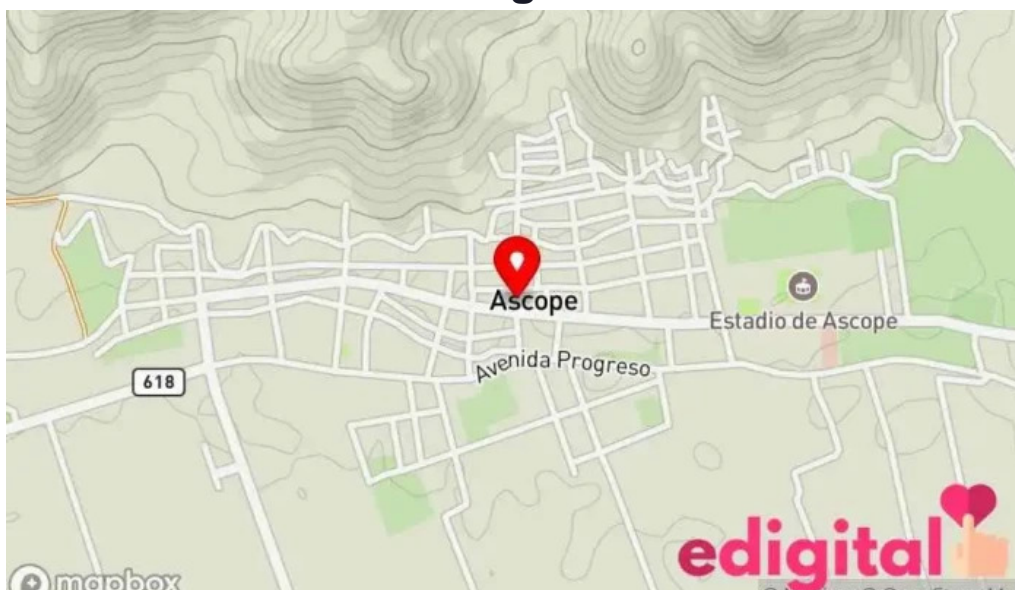 Ascope
Estadio de Ascope
Avenida Progreso
618
edigital
mapbox